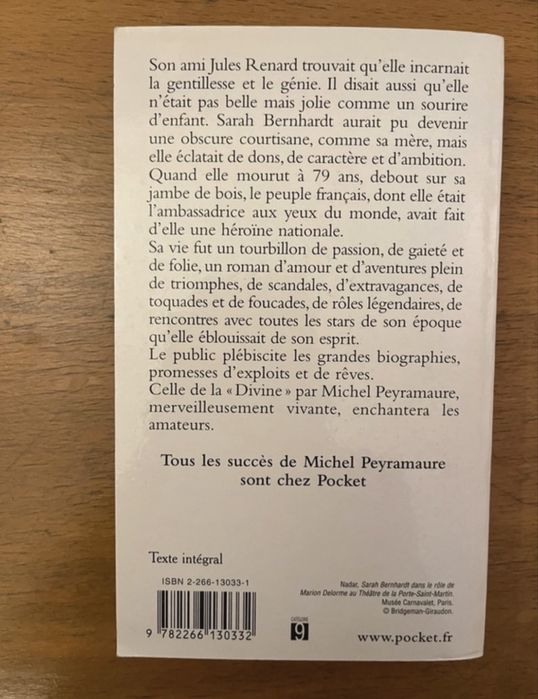 Son ami Jules Renard trouvait qu'elle incarnait
la gentillesse et le génie. Il disait aussi qu'elle
n'était pas belle mais jolie comme un sourire
d'enfant. Sarah Bernhardt aurait pu devenir
une obscure courtisane, comme sa mère, mais
elle éclatait de dons, de caractère et d'ambition.
Quand elle mourut à 79 ans, debout sur sa
jambe de bois, le peuple français, dont elle était
l'ambassadrice aux yeux du monde, avait fait
d'elle une héroïne nationale.
Sa vie fut un tourbillon de passion, de gaieté et
de folie, un roman d'amour et d'aventures plein
de triomphes, de scandales, d'extravagances, de
toquades et de foucades, de rôles légendaires, de
rencontres avec toutes les stars de son époque
qu'elle éblouissait de son esprit.
Le public plébiscite les grandes biographies,
promesses d'exploits et de rêves.
Celle de la « Divine » par Michel Peyramaure,
merveilleusement vivante, enchantera les
amateurs.
Tous les succès de Michel Peyramaure
sont chez Pocket
Texte intégral
ISBN 2-266-13033-1
9 782266 130332
CATÉGORIE
9
Nadar, Sarah Bernhardt dans le rôle de
Marion Delorme au Théâtre de la Porte-Saint-Martin.
Musée Carnavalet, Paris.
© Bridgeman-Giraudon.
www.pocket.fr